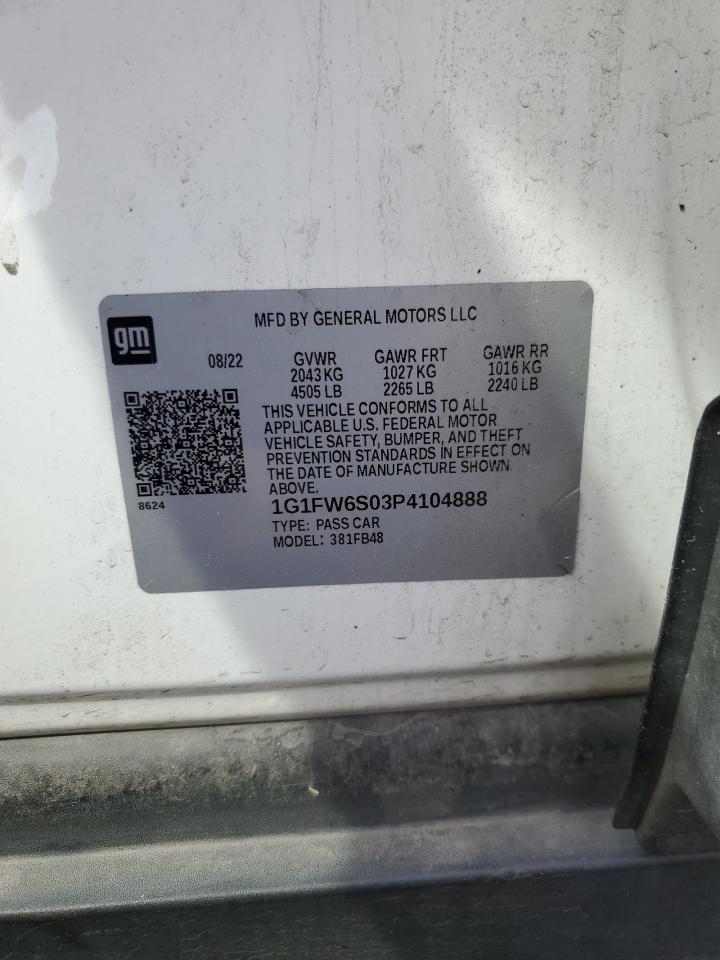 MFD BY GENERAL MOTORS LLC
gm
08/22 GVWR GAWR FRT GAWR RR
2043 KG 1027 KG 1016 KG
4505 LB 2265 LB 2240 LB
THIS VEHICLE CONFORMS TO ALL
APPLICABLE U.S. FEDERAL MOTOR
VEHICLE SAFETY, BUMPER, AND THEFT
PREVENTION STANDARDS IN EFFECT ON
THE DATE OF MANUFACTURE SHOWN
ABOVE.
8624
1G1FW6S03P4104888
TYPE: PASS CAR
MODEL: 381FB48